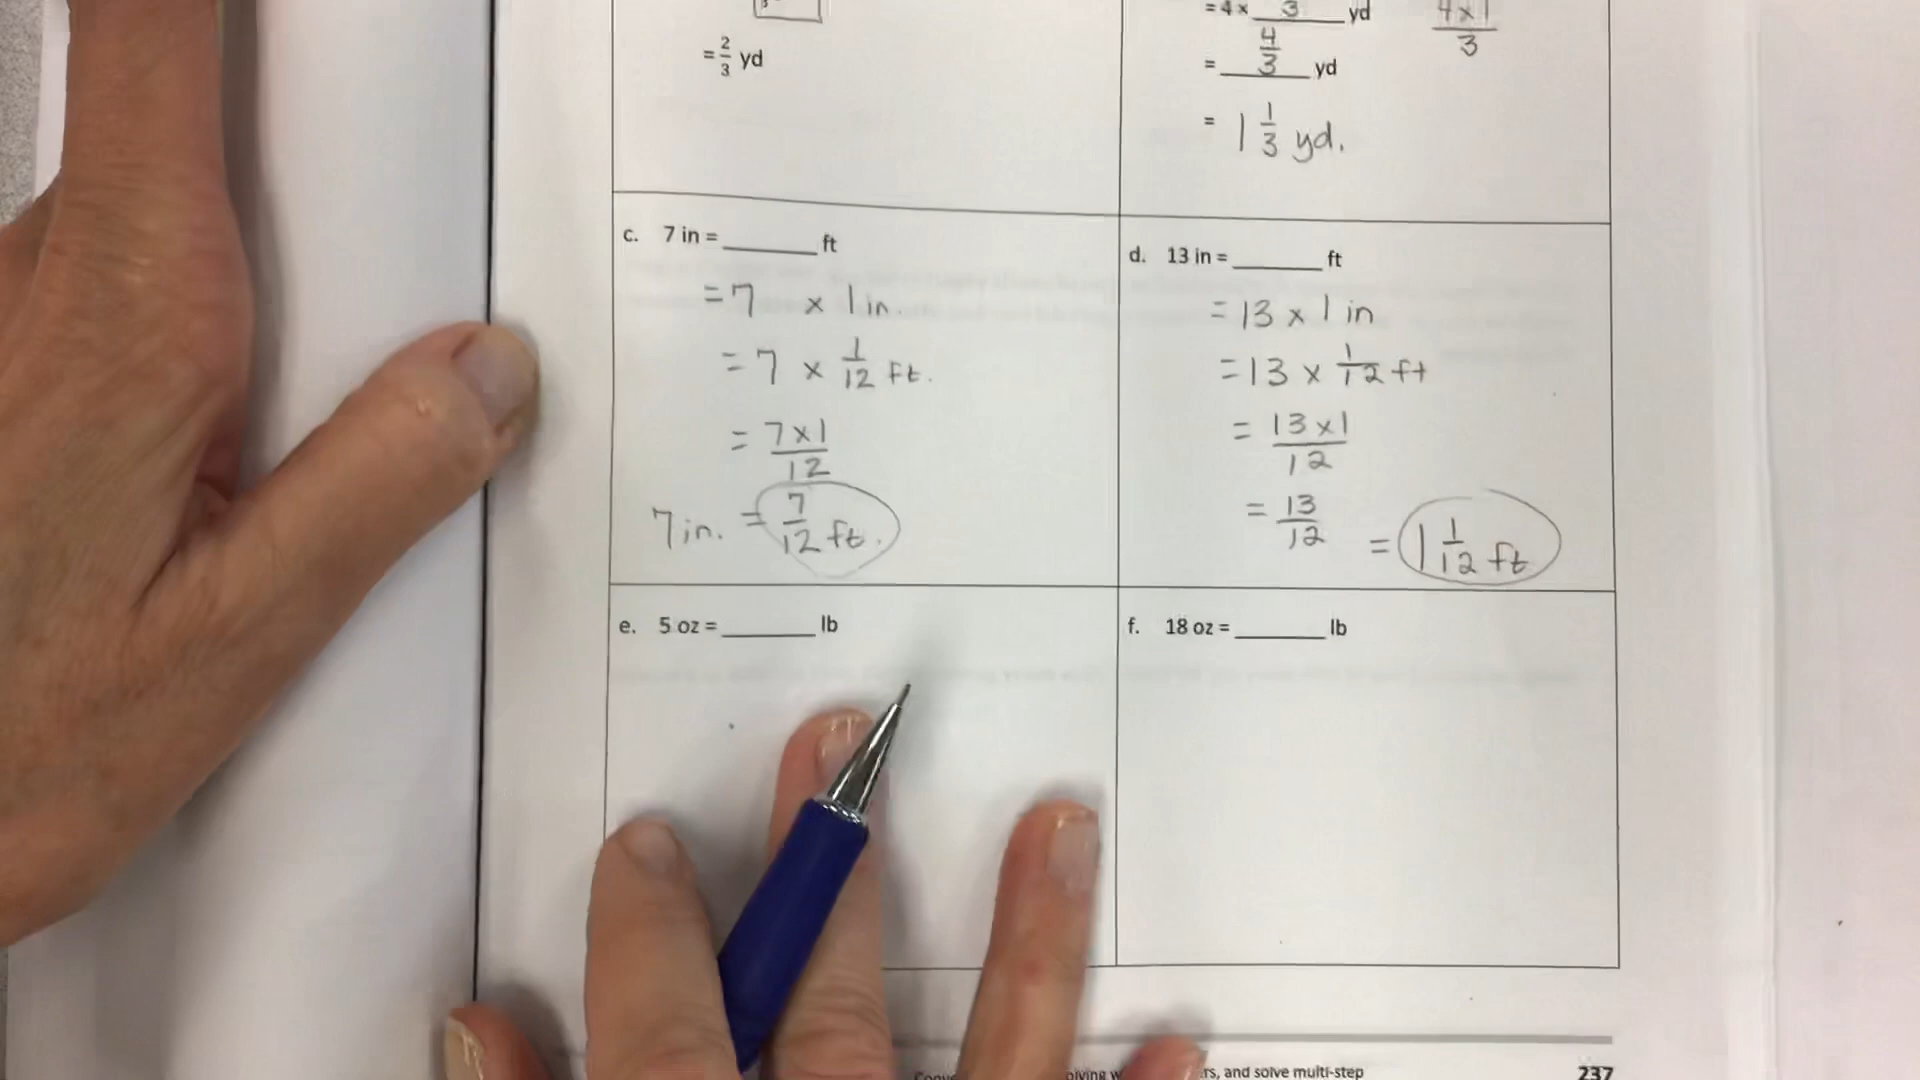 = 2/3 yd
= 4 × 3 yd
4 × 1 / 3
= 4/3 yd
= 1 1/3 yd.
c. 7 in = ________ ft
= 7 × 1 in.
= 7 × 1/12 ft.
= 7×1 / 12
7 in. = 7/12 ft.
d. 13 in = ________ ft
= 13 × 1 in
= 13 × 1/12 ft
= 13 × 1 / 12
= 13/12 = 1 1/12 ft
e. 5 oz = ________ lb
f. 18 oz = ________ lb
and solve multi-step
237